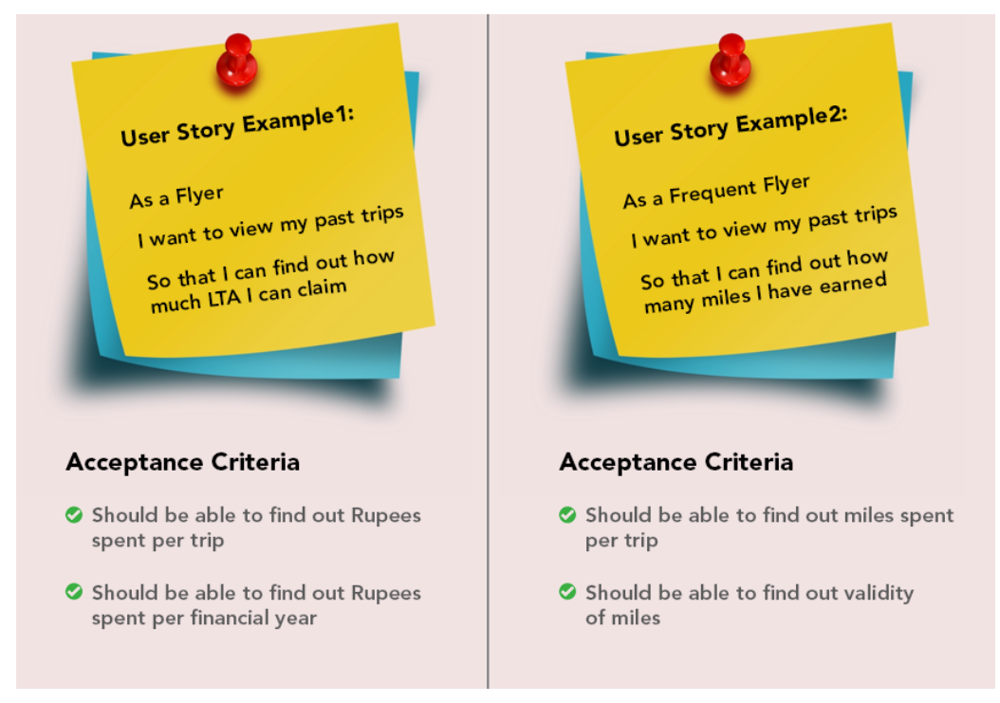 User Story Example1:
As a Flyer
I want to view my past trips
So that I can find out how
much LTA I can claim
Acceptance Criteria
Should be able to find out Rupees
spent per trip
Should be able to find out Rupees
spent per financial year
User Story Example2:
As a Frequent Flyer
I want to view my past trips
So that I can find out how
many miles I have earned
Acceptance Criteria
Should be able to find out miles spent
per trip
Should be able to find out validity
of miles